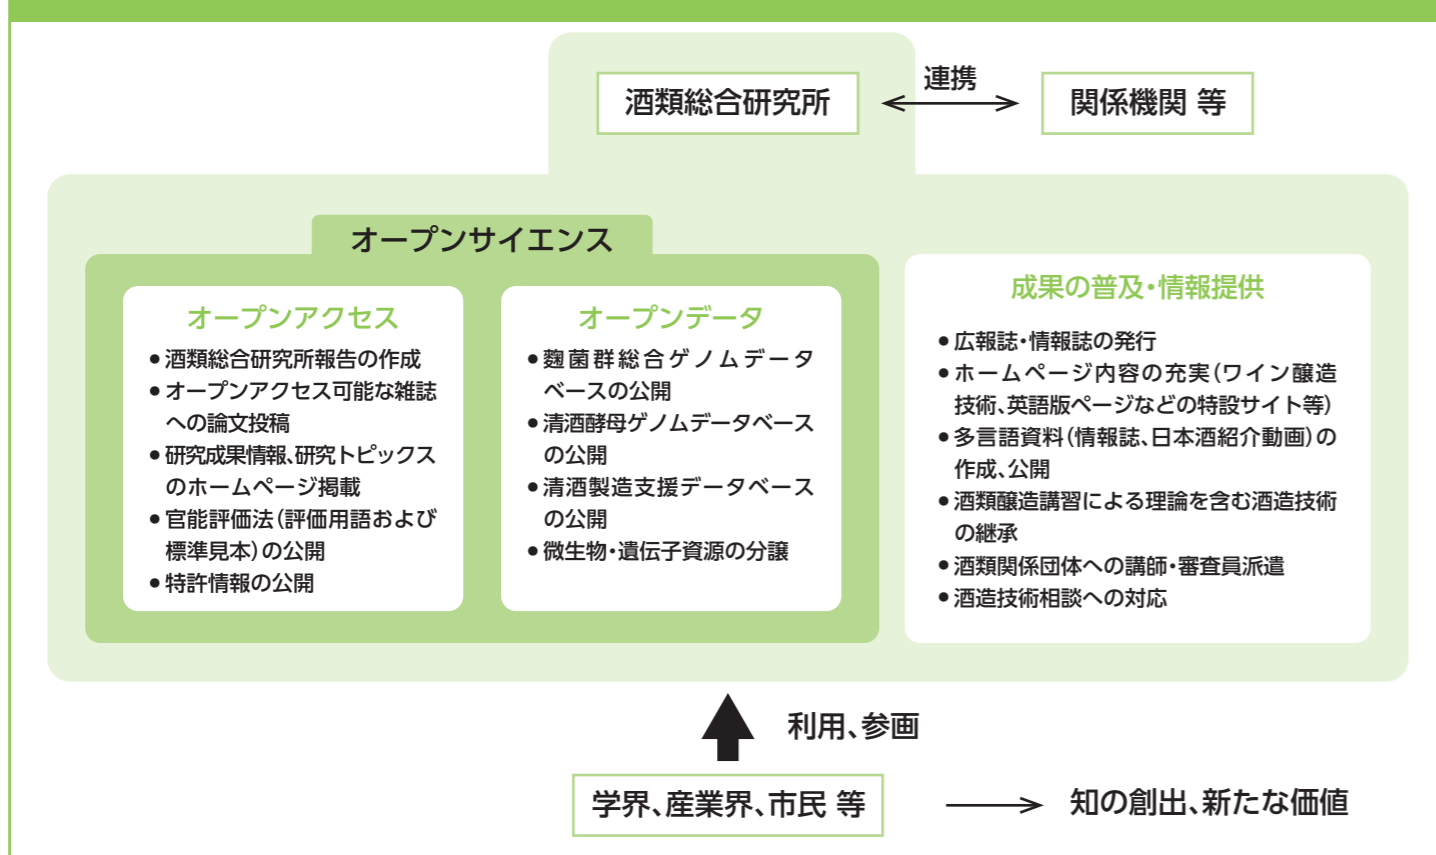 酒類総合研究所
連携
関係機関 等
オープンサイエンス
オープンアクセス
●酒類総合研究所報告の作成
●オープンアクセス可能な雑誌
への論文投稿
●研究成果情報、研究トピックス
のホームページ掲載
●官能評価法(評価用語および
標準見本)の公開
●特許情報の公開
オープンデータ
●麴菌群総合ゲノムデータ
ベースの公開
●清酒酵母ゲノムデータベース
の公開
●清酒製造支援データベース
の公開
●微生物・遺伝子資源の分譲
成果の普及・情報提供
●広報誌・情報誌の発行
●ホームページ内容の充実(ワイン醸造
技術、英語版ページなどの特設サイト等)
●多言語資料(情報誌、日本酒紹介動画)の
作成、公開
●酒類醸造講習による理論を含む酒造技術
の継承
●酒類関係団体への講師・審査員派遣
●酒造技術相談への対応
利用、参画
学界、産業界、市民 等
知の創出、新たな価値